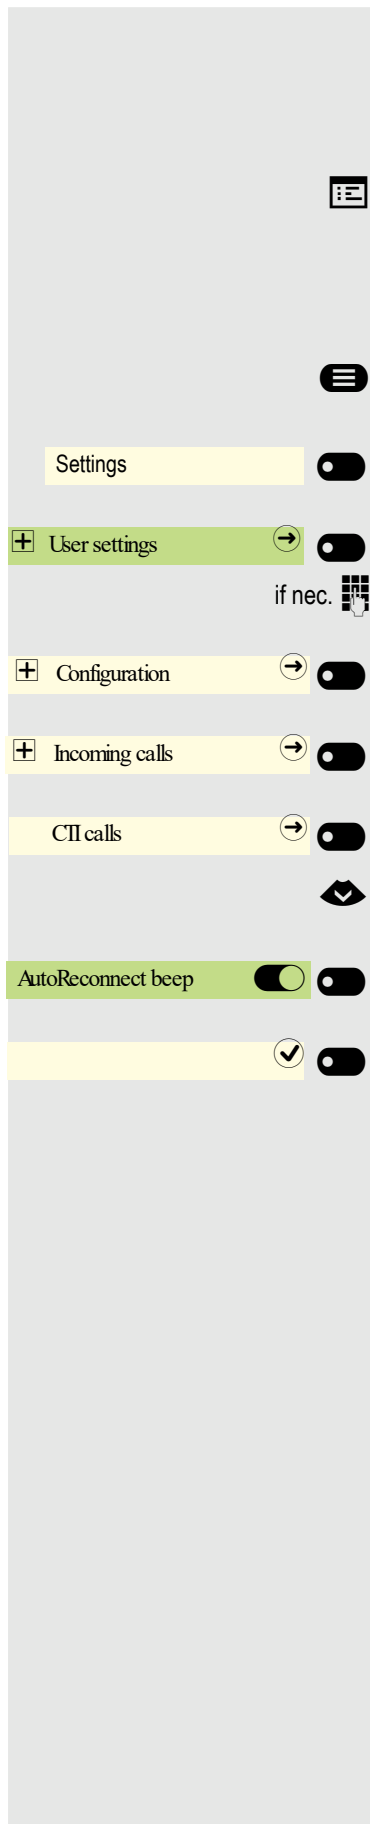 Settings
User settings
if nec.
Configuration
Incoming calls
CTI calls
AutoReconnect beep